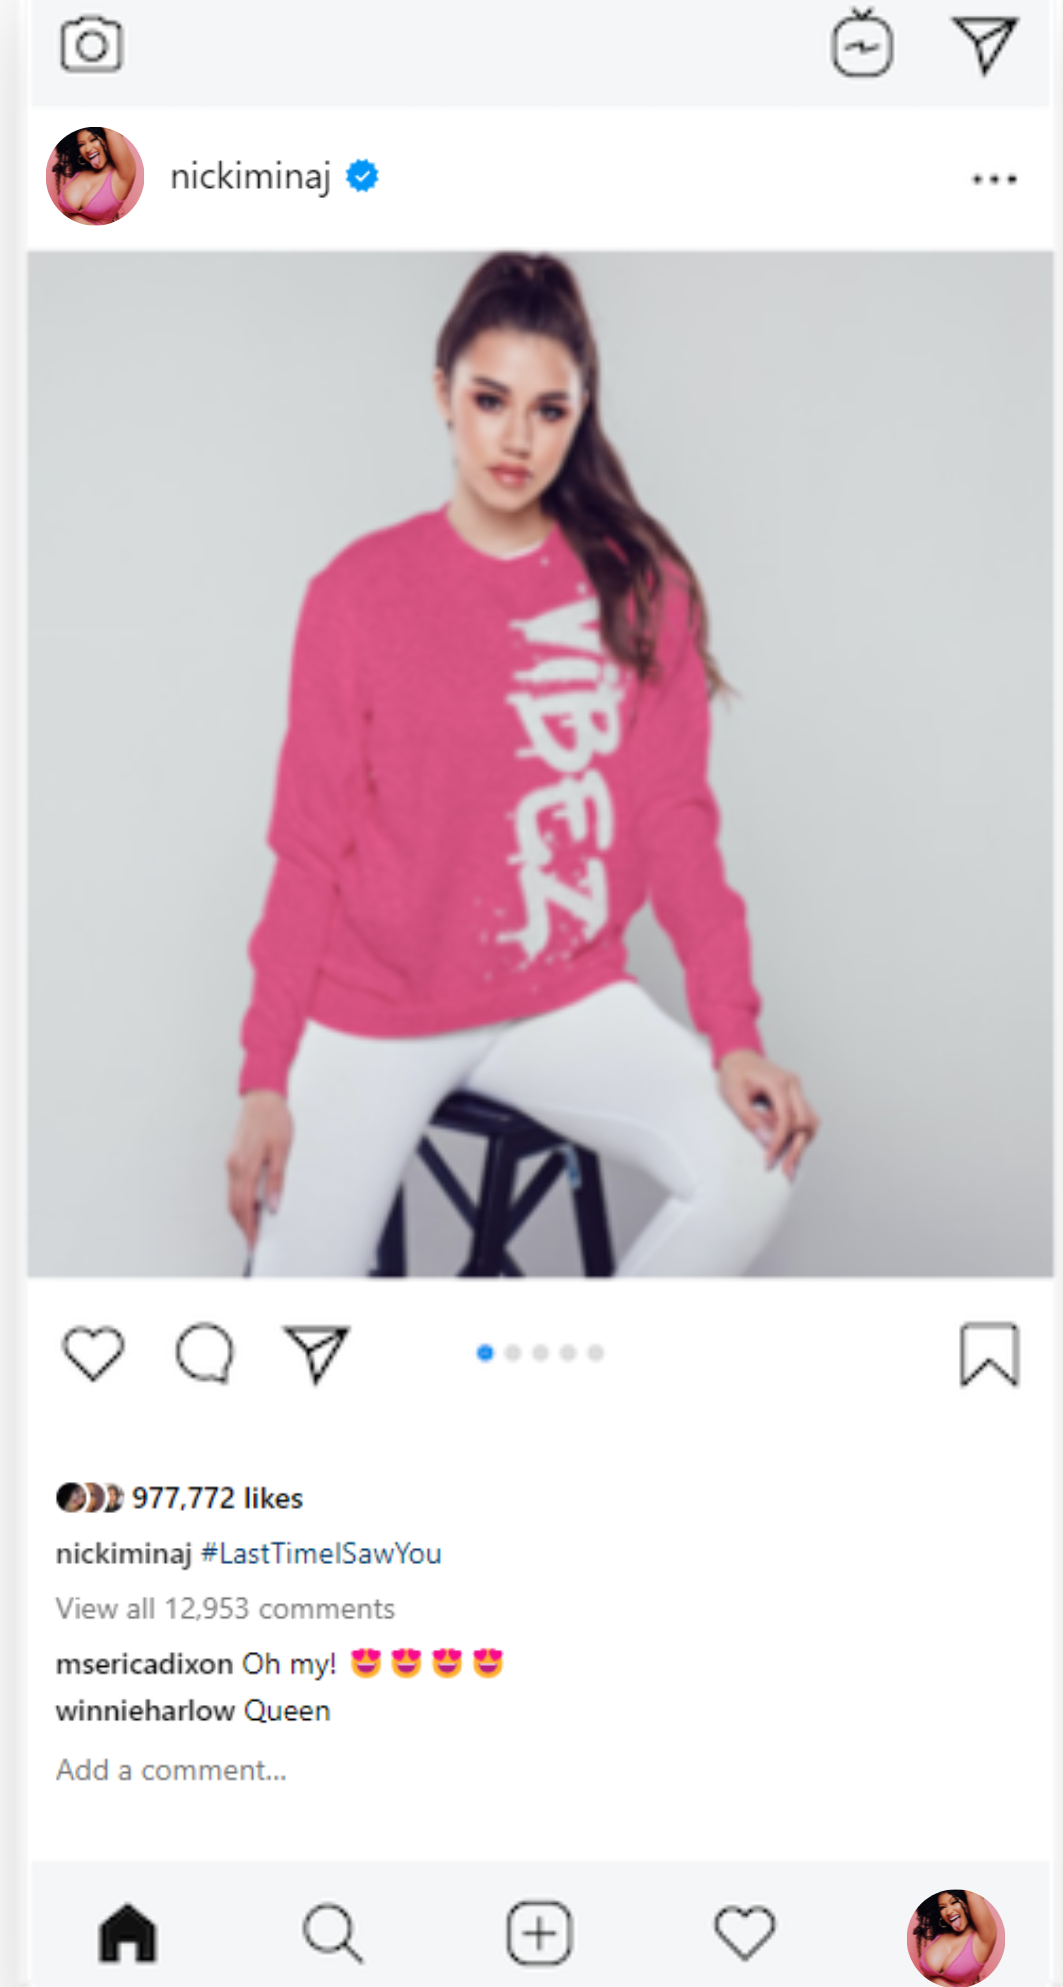 nickiminaj
VIBEZ
977,772 likes
nickiminaj #LastTimeISawYou
View all 12,953 comments
msericadixon Oh my! 😍 😍 😍 😍
winnieharlow Queen
Add a comment...